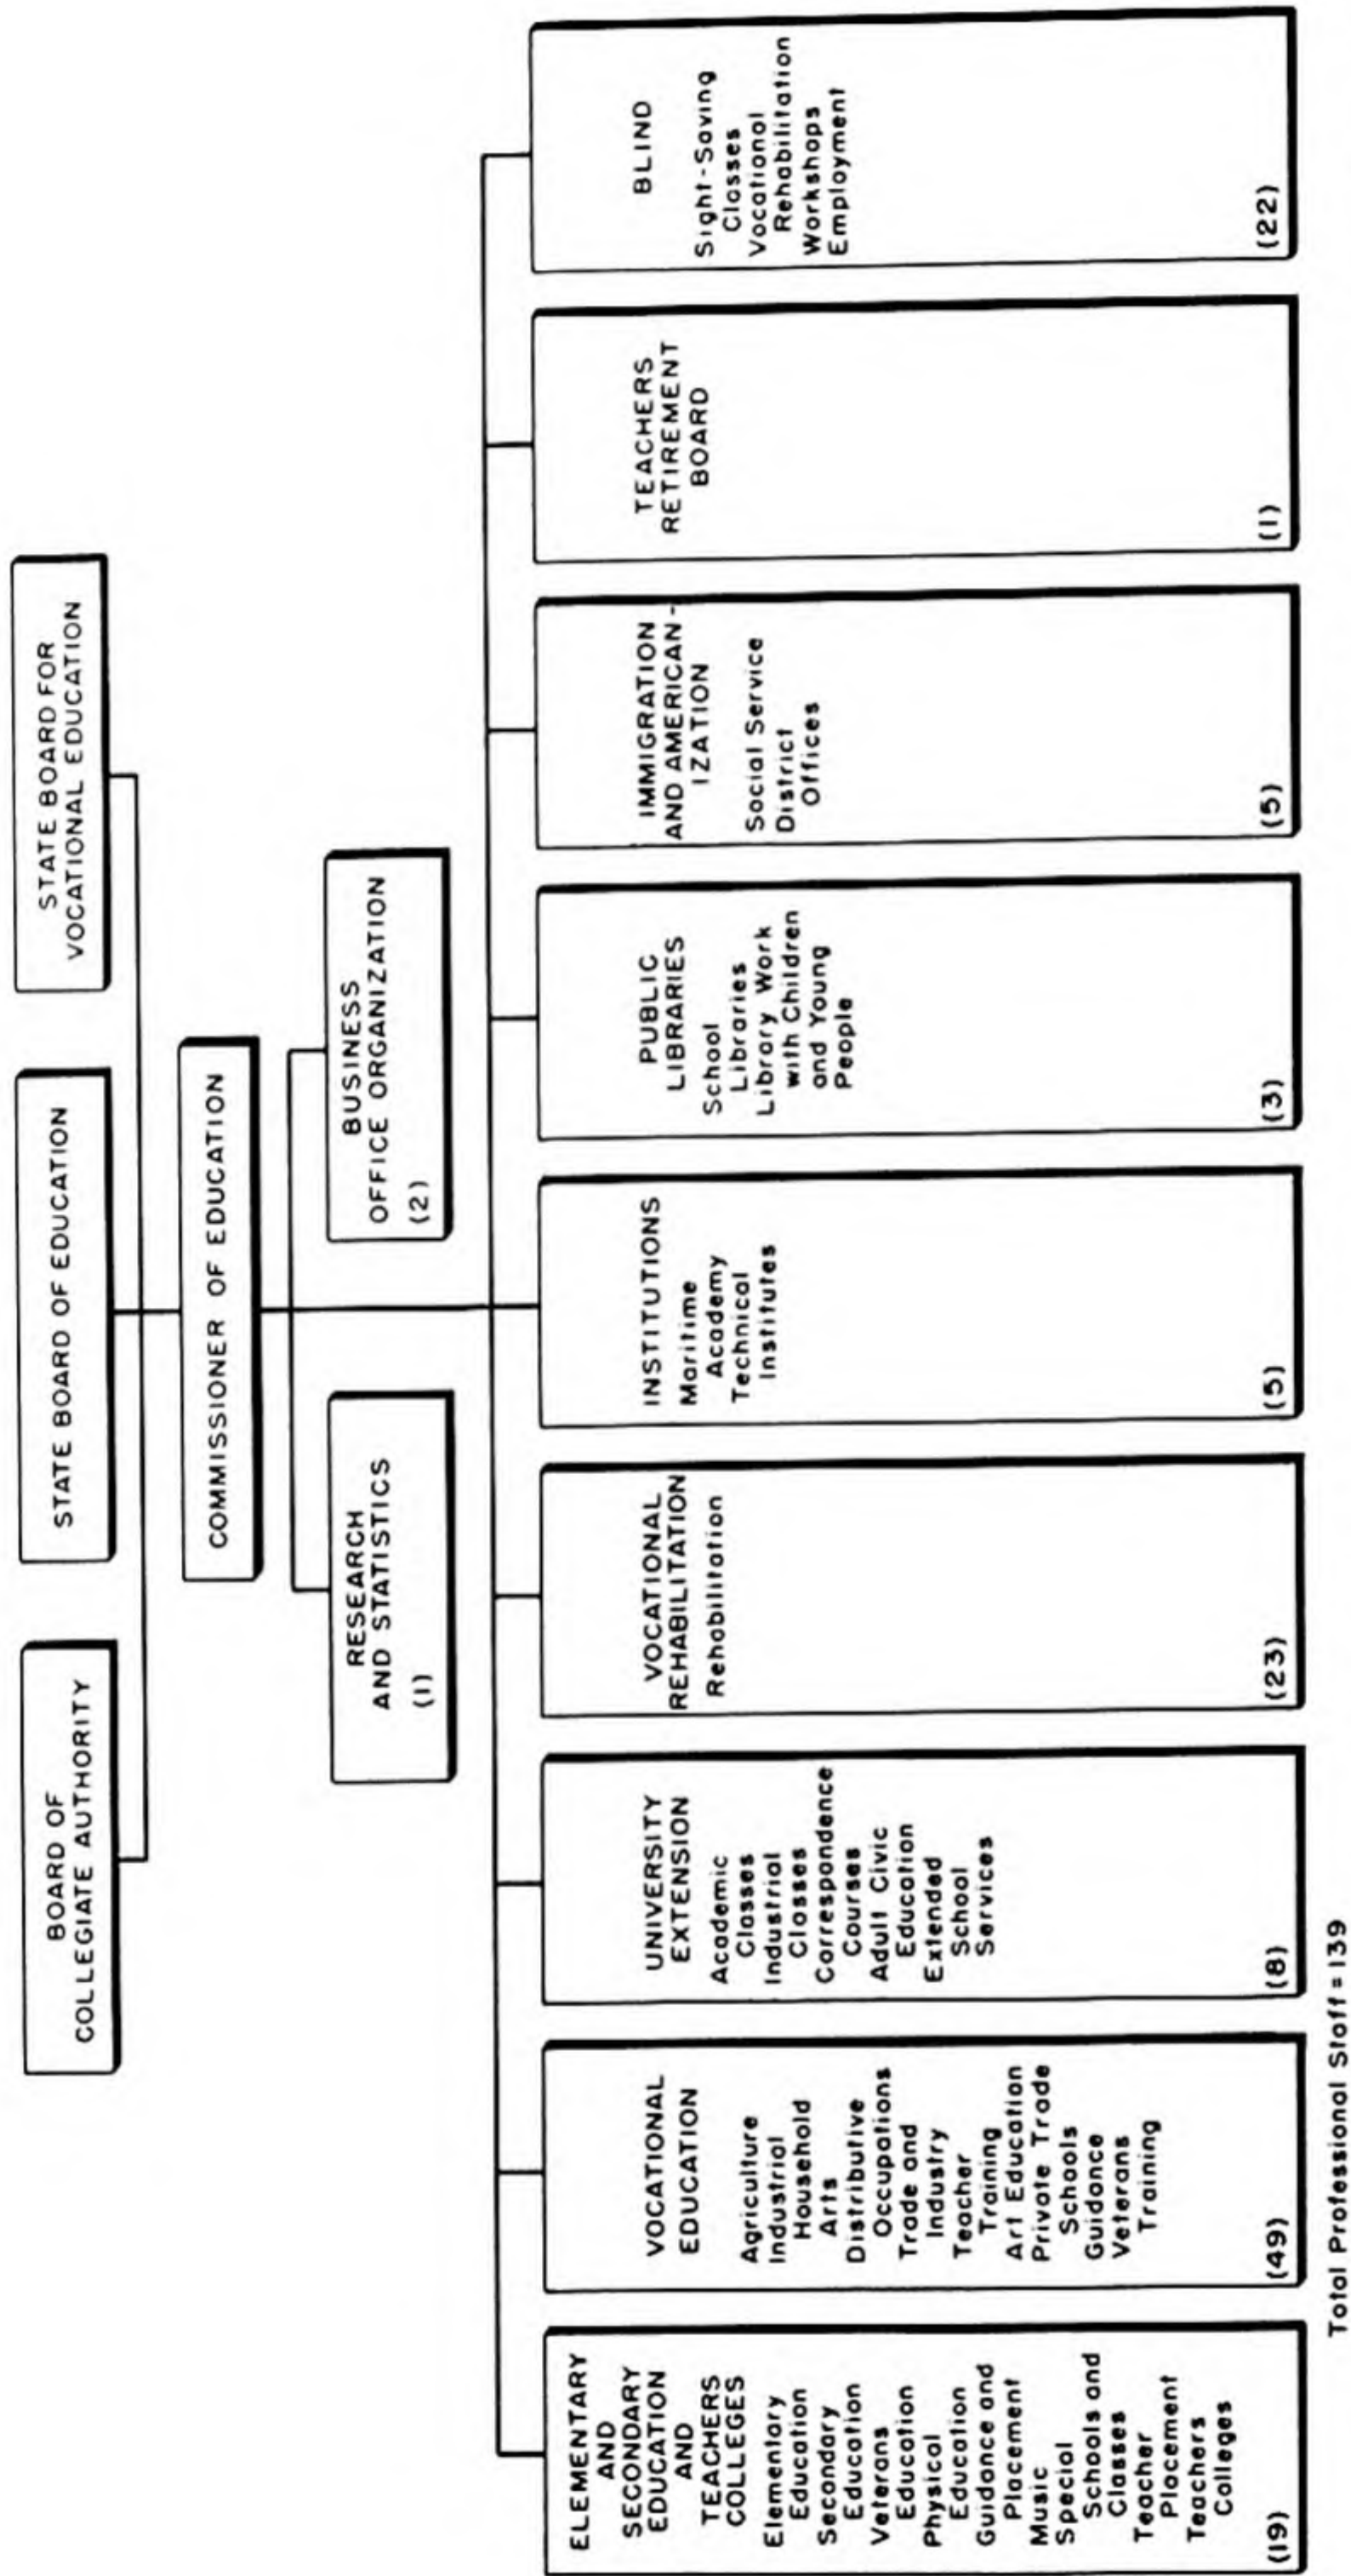 BOARD OF
COLLEGIATE AUTHORITY
STATE BOARD OF EDUCATION
STATE BOARD FOR
VOCATIONAL EDUCATION
COMMISSIONER OF EDUCATION
RESEARCH
AND STATISTICS
(1)
BUSINESS
OFFICE ORGANIZATION
(2)
ELEMENTARY
AND
SECONDARY
EDUCATION
AND
TEACHERS
COLLEGES
Elementary
Education
Secondary
Education
Veterans
Education
Physical
Education
Guidance and
Placement
Music
Special
Schools and
Classes
Teacher
Placement
Teachers
Colleges
(19)
VOCATIONAL
EDUCATION
Agriculture
Industrial
Household
Arts
Distributive
Occupations
Trade and
Industry
Teacher
Training
Art Education
Private Trade
Schools
Guidance
Veterans
Training
(49)
UNIVERSITY
EXTENSION
Academic
Classes
Industrial
Classes
Correspondence
Courses
Adult Civic
Education
Extended
School
Services
(8)
VOCATIONAL
REHABILITATION
Rehabilitation
(23)
INSTITUTIONS
Maritime
Academy
Technical
Institutes
(5)
PUBLIC
LIBRARIES
School
Libraries
Library Work
with Children
and Young
People
(3)
IMMIGRATION
AND AMERICAN-
IZATION
Social Service
District
Offices
(5)
TEACHERS
RETIREMENT
BOARD
(1)
BLIND
Sight-Saving
Classes
Vocational
Rehabilitation
Workshops
Employment
(22)
Total Professional Staff = 139